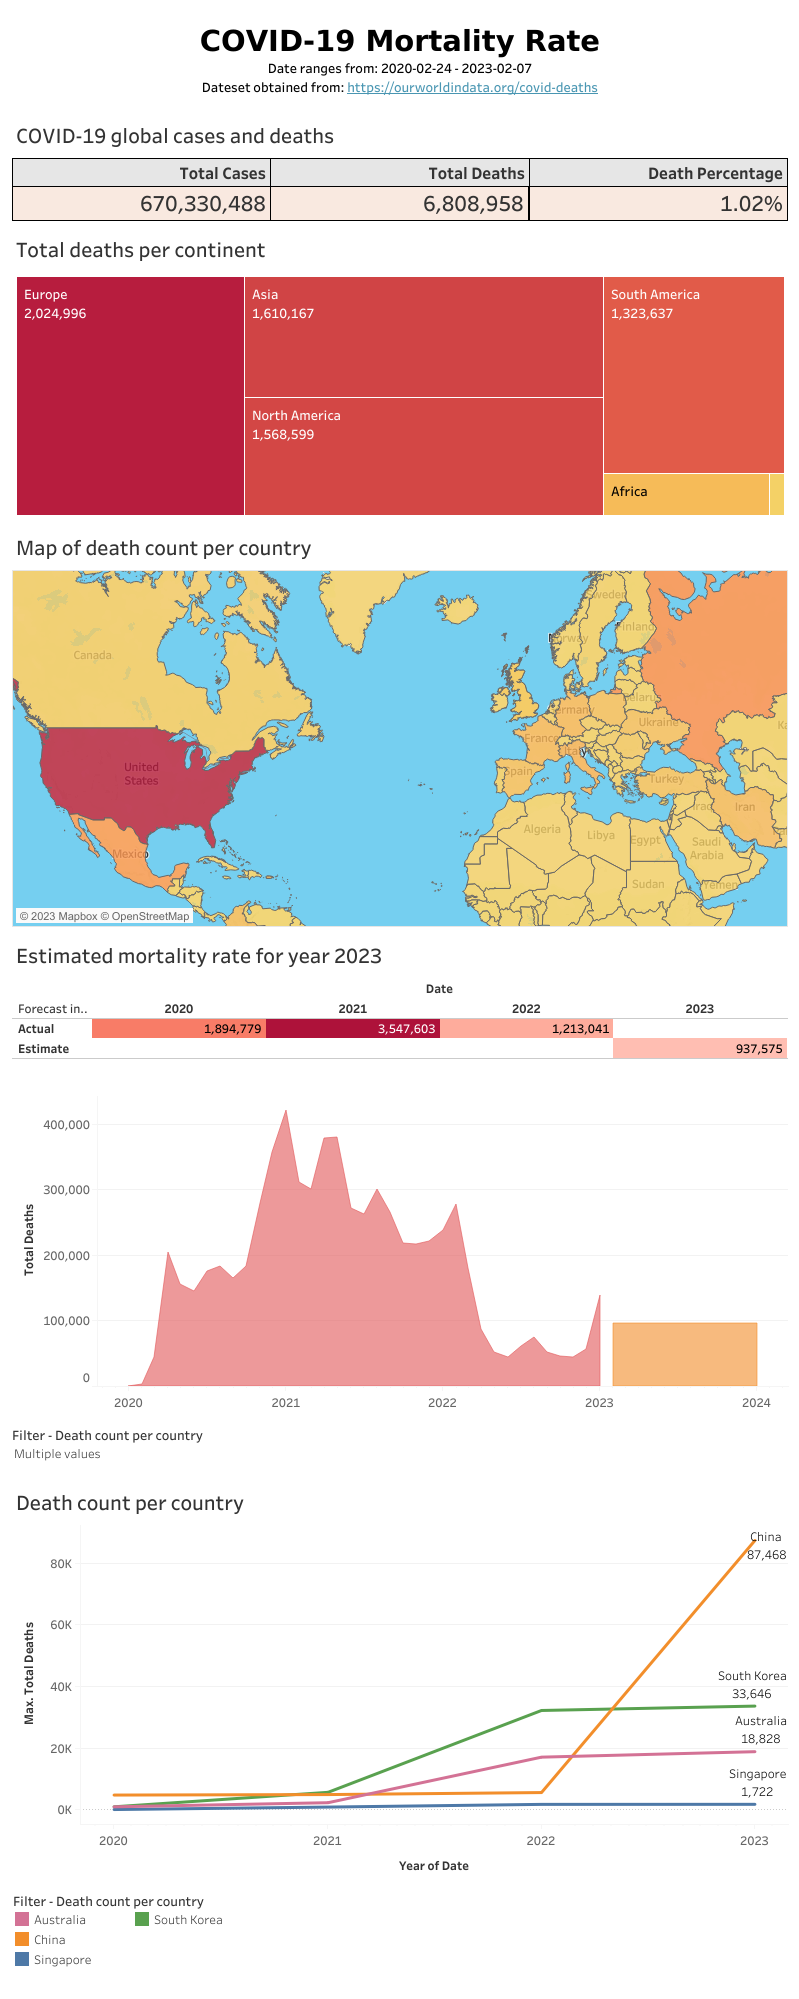 COVID-19 Mortality Rate
Date ranges from: 2020-02-24 - 2023-02-07
Dateset obtained from: https://ourworldindata.org/covid-deaths
COVID-19 global cases and deaths
Total Cases Total Deaths Death Percentage
670,330,488 6,808,958 1.02%
Total deaths per continent
Europe
2,024,996
Asia
1,610,167
North America
1,568,599
South America
1,323,637
Africa
Map of death count per country
Canada
United
States
Mexico
Sweden
Finland
Norway
Belarus
Germany
Ukraine
France
Italy
Spain
Turkey
Iraq
Iran
Algeria
Libya
Egypt
Saudi
Arabia
Sudan
Yemen
© 2023 Mapbox © OpenStreetMap
Estimated mortality rate for year 2023
Date
Forecast in.. 2020 2021 2022 2023
Actual 1,894,779 3,547,603 1,213,041
Estimate 937,575
Total Deaths
400,000
300,000
200,000
100,000
0
2020 2021 2022 2023 2024
Filter - Death count per country
Multiple values
Death count per country
Max. Total Deaths
80K
60K
40K
20K
0K
China
87,468
South Korea
33,646
Australia
18,828
Singapore
1,722
2020 2021 2022 2023
Year of Date
Filter - Death count per country
Australia South Korea
China
Singapore